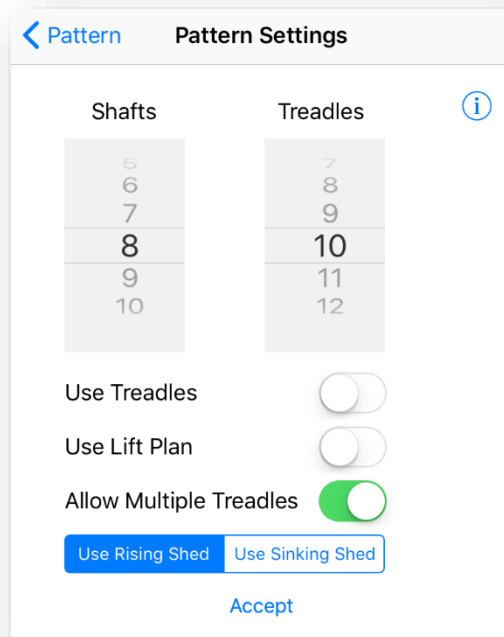 Pattern Pattern Settings
Shafts Treadles i
5 7
6 8
7 9
8 10
9 11
10 12
Use Treadles
Use Lift Plan
Allow Multiple Treadles
Use Rising Shed Use Sinking Shed
Accept